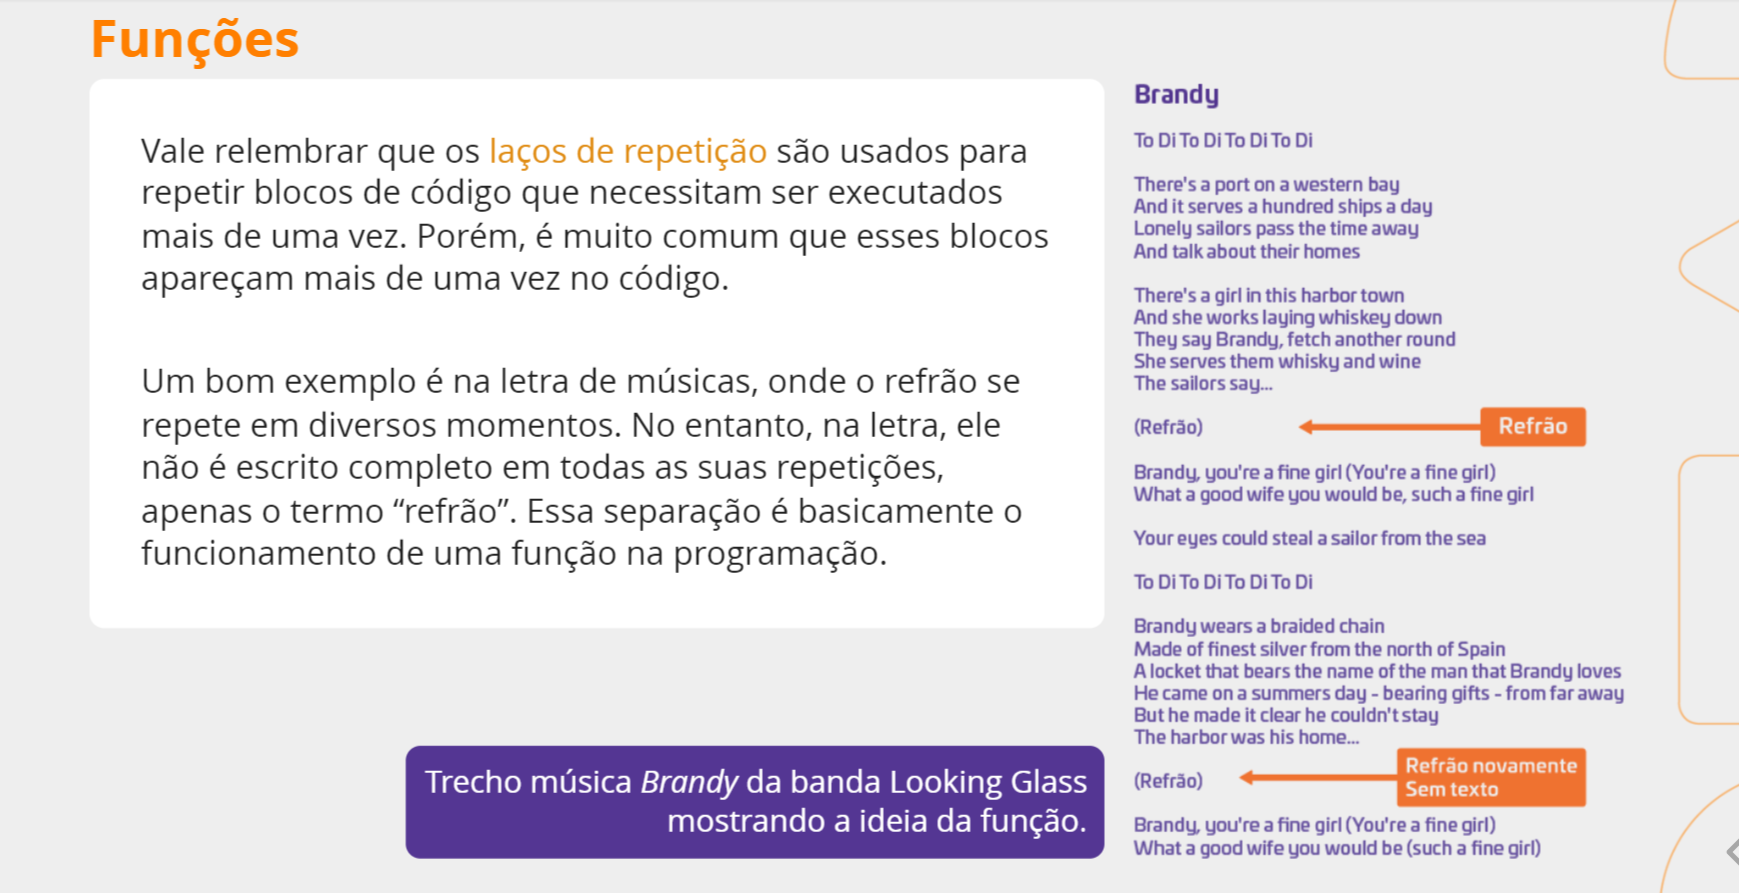 Funções
Vale relembrar que os laços de repetição são usados para
repetir blocos de código que necessitam ser executados
mais de uma vez. Porém, é muito comum que esses blocos
apareçam mais de uma vez no código.
Um bom exemplo é na letra de músicas, onde o refrão se
repete em diversos momentos. No entanto, na letra, ele
não é escrito completo em todas as suas repetições,
apenas o termo “refrão”. Essa separação é basicamente o
funcionamento de uma função na programação.
Trecho música Brandy da banda Looking Glass
mostrando a ideia da função.
Brandy
To Di To Di To Di To Di
There's a port on a western bay
And it serves a hundred ships a day
Lonely sailors pass the time away
And talk about their homes
There's a girl in this harbor town
And she works laying whiskey down
They say Brandy, fetch another round
She serves them whisky and wine
The sailors say...
(Refrão)
Refrão
Brandy, you're a fine girl (You're a fine girl)
What a good wife you would be, such a fine girl
Your eyes could steal a sailor from the sea
To Di To Di To Di To Di
Brandy wears a braided chain
Made of finest silver from the north of Spain
A locket that bears the name of the man that Brandy loves
He came on a summers day - bearing gifts - from far away
But he made it clear he couldn't stay
The harbor was his home...
(Refrão)
Refrão novamente
Sem texto
Brandy, you're a fine girl (You're a fine girl)
What a good wife you would be (such a fine girl)